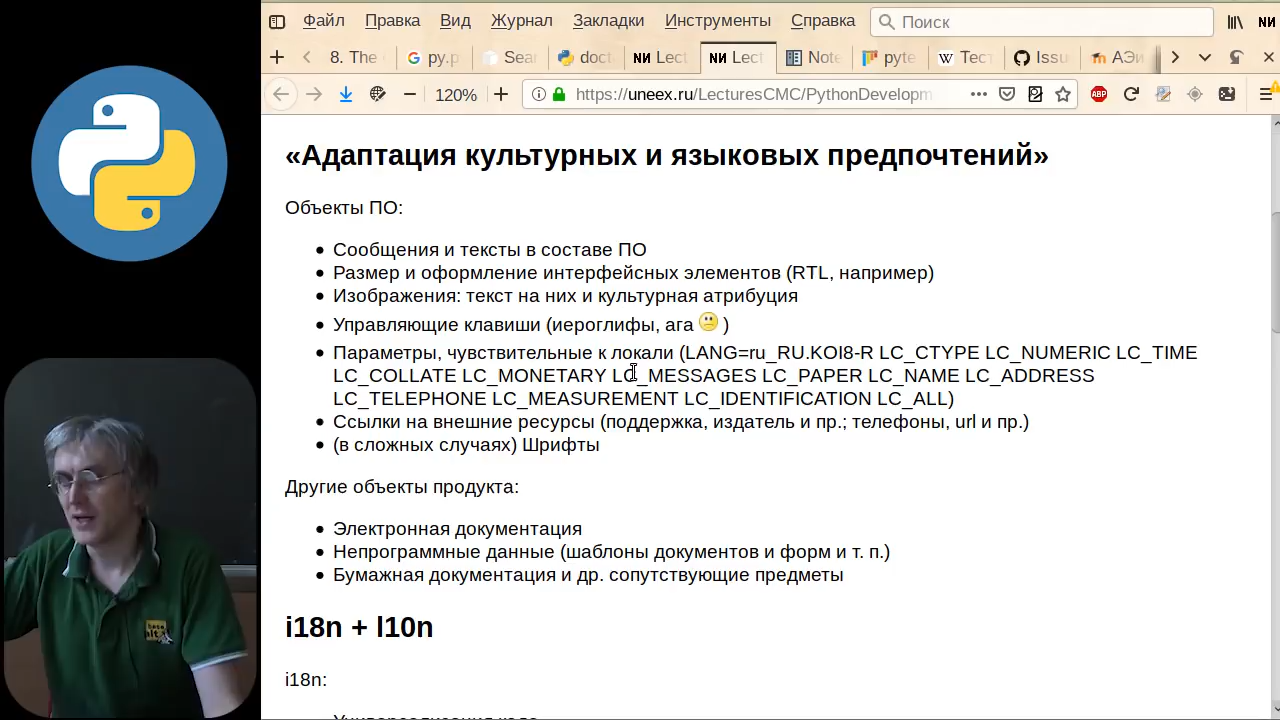 Файл Правка Вид Журнал Закладки Инструменты Справка Поиск
8. The ру.р Sear doct Lect Lect Note pyte Тест Issu АЭи
120% https://uneex.ru/LecturesCMC/PythonDevelopm
«Адаптация культурных и языковых предпочтений»
Объекты ПО:
Сообщения и тексты в составе ПО
Размер и оформление интерфейсных элементов (RTL, например)
Изображения: текст на них и культурная атрибуция
Управляющие клавиши (иероглифы, ага )
Параметры, чувствительные к локали (LANG=ru_RU.KOI8-R LC_CTYPE LC_NUMERIC LC_TIME
LC_COLLATE LC_MONETARY LC_MESSAGES LC_PAPER LC_NAME LC_ADDRESS
LC_TELEPHONE LC_MEASUREMENT LC_IDENTIFICATION LC_ALL)
Ссылки на внешние ресурсы (поддержка, издатель и пр.; телефоны, url и пр.)
(в сложных случаях) Шрифты
Другие объекты продукта:
Электронная документация
Непрограммные данные (шаблоны документов и форм и т. п.)
Бумажная документация и др. сопутствующие предметы
i18n + l10n
i18n: